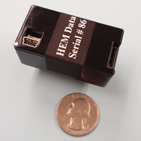 HEM Data
Serial # 86